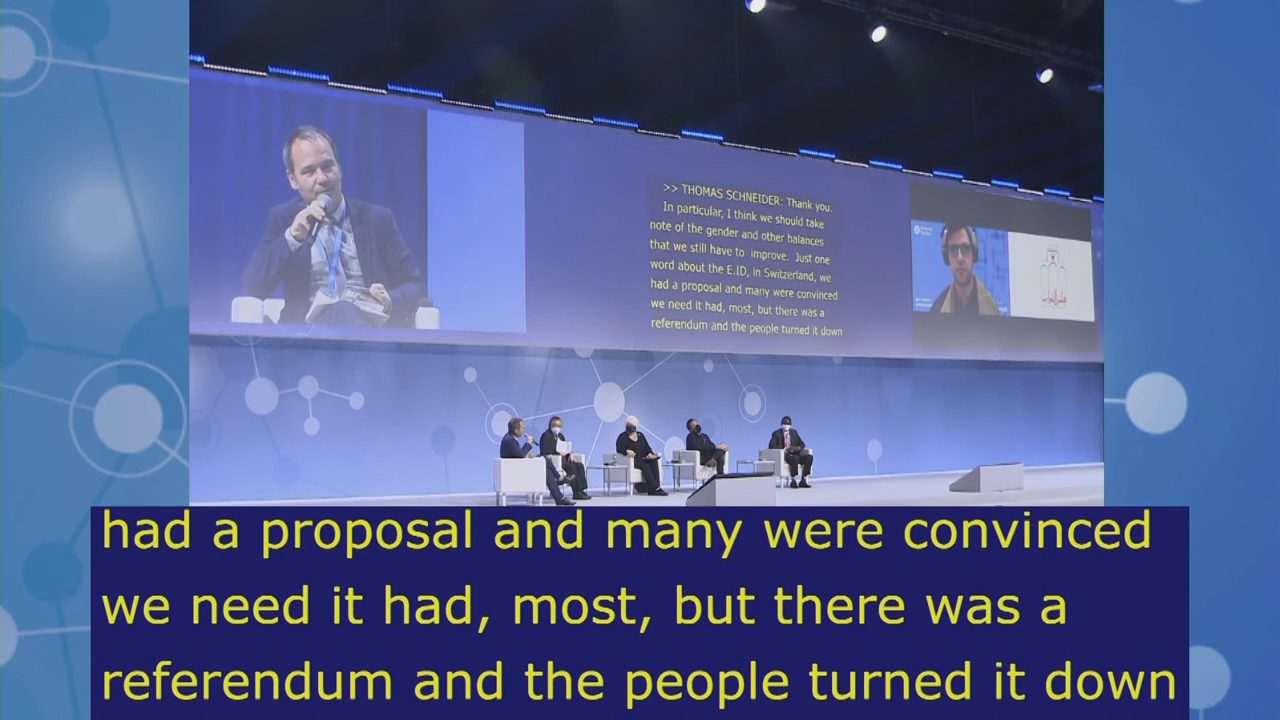 >> THOMAS SCHNEIDER: Thank you.
In particular, I think we should take
note of the gender and other balances
that we still have to improve. Just one
word about the E.ID, in Switzerland, we
had a proposal and many were convinced
we need it had, most, but there was a
referendum and the people turned it down
had a proposal and many were convinced
we need it had, most, but there was a
referendum and the people turned it down